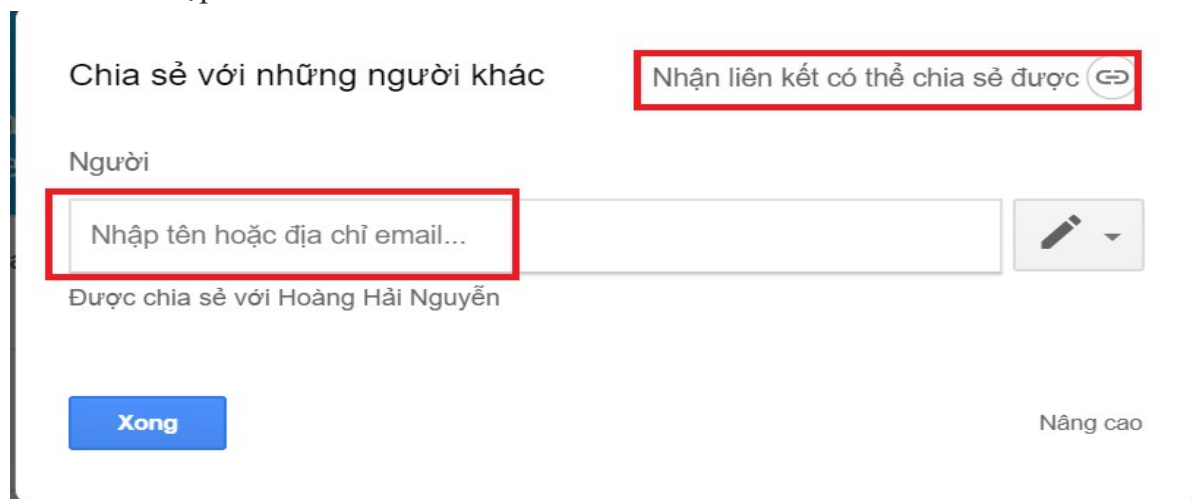 Chia sẻ với những người khác
Nhận liên kết có thể chia sẻ được
Người
Nhập tên hoặc địa chỉ email...
Được chia sẻ với Hoàng Hải Nguyễn
Xong
Nâng cao